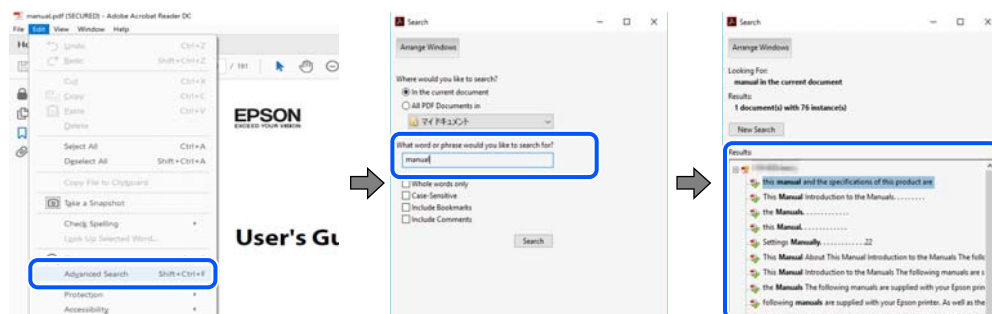 manual.pdf (SECURED) - Adobe Acrobat Reader DC
File Edit View Window Help
Undo Ctrl+Z
Redo Shift+Ctrl+Z
Cut Ctrl+X
Copy Ctrl+C
Paste Ctrl+V
Delete
Select All Ctrl+A
Deselect All Shift+Ctrl+A
Copy File to Clipboard
Take a Snapshot
Check Spelling
Look Up Selected Word...
Advanced Search Shift+Ctrl+F
Protection
Accessibility
/ 181
EPSON
EXCEED YOUR VISION
User's Gu
Search
Arrange Windows
Where would you like to search?
In the current document
All PDF Documents in
マイ ドキュメント
What word or phrase would you like to search for?
manual
Whole words only
Case-Sensitive
Include Bookmarks
Include Comments
Search
Search
Arrange Windows
Looking For:
manual in the current document
Results:
1 document(s) with 76 instance(s)
New Search
Results:
this manual and the specifications of this product are
This Manual Introduction to the Manuals. . . . . . . . .
the Manuals. . . . . . . . . . . . .
this Manual. . . . . . . . . . . . .
Settings Manually. . . . . . . . . . . . .22
This Manual About This Manual Introduction to the Manuals The follo
This Manual Introduction to the Manuals The following manuals are s
the Manuals The following manuals are supplied with your Epson prin
following manuals are supplied with your Epson printer. As well as the